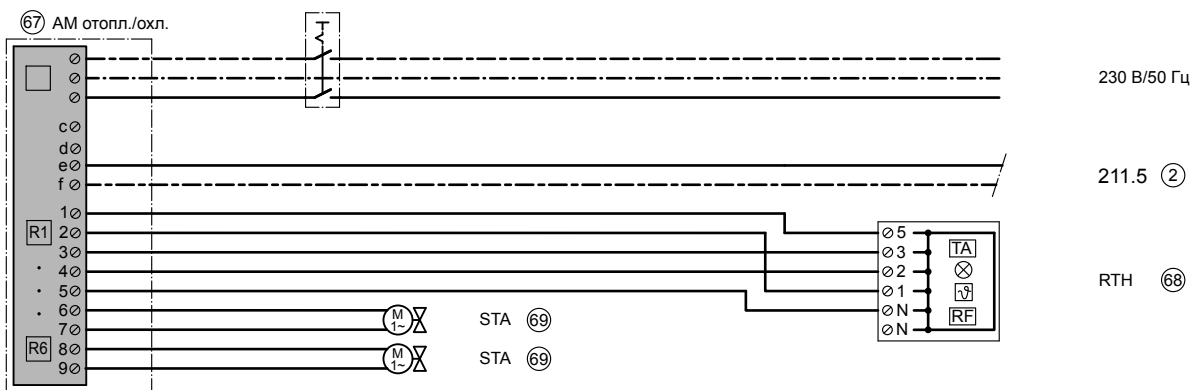 67 АМ отопл./охл.
230 В/50 Гц
c
d
e
f
211.5 2
1
R1 2
3
4
5
6
7
R6 8
9
M
1~
STA 69
M
1~
STA 69
5
3 TA
2
1 ϑ
N RF
N
RTH 68